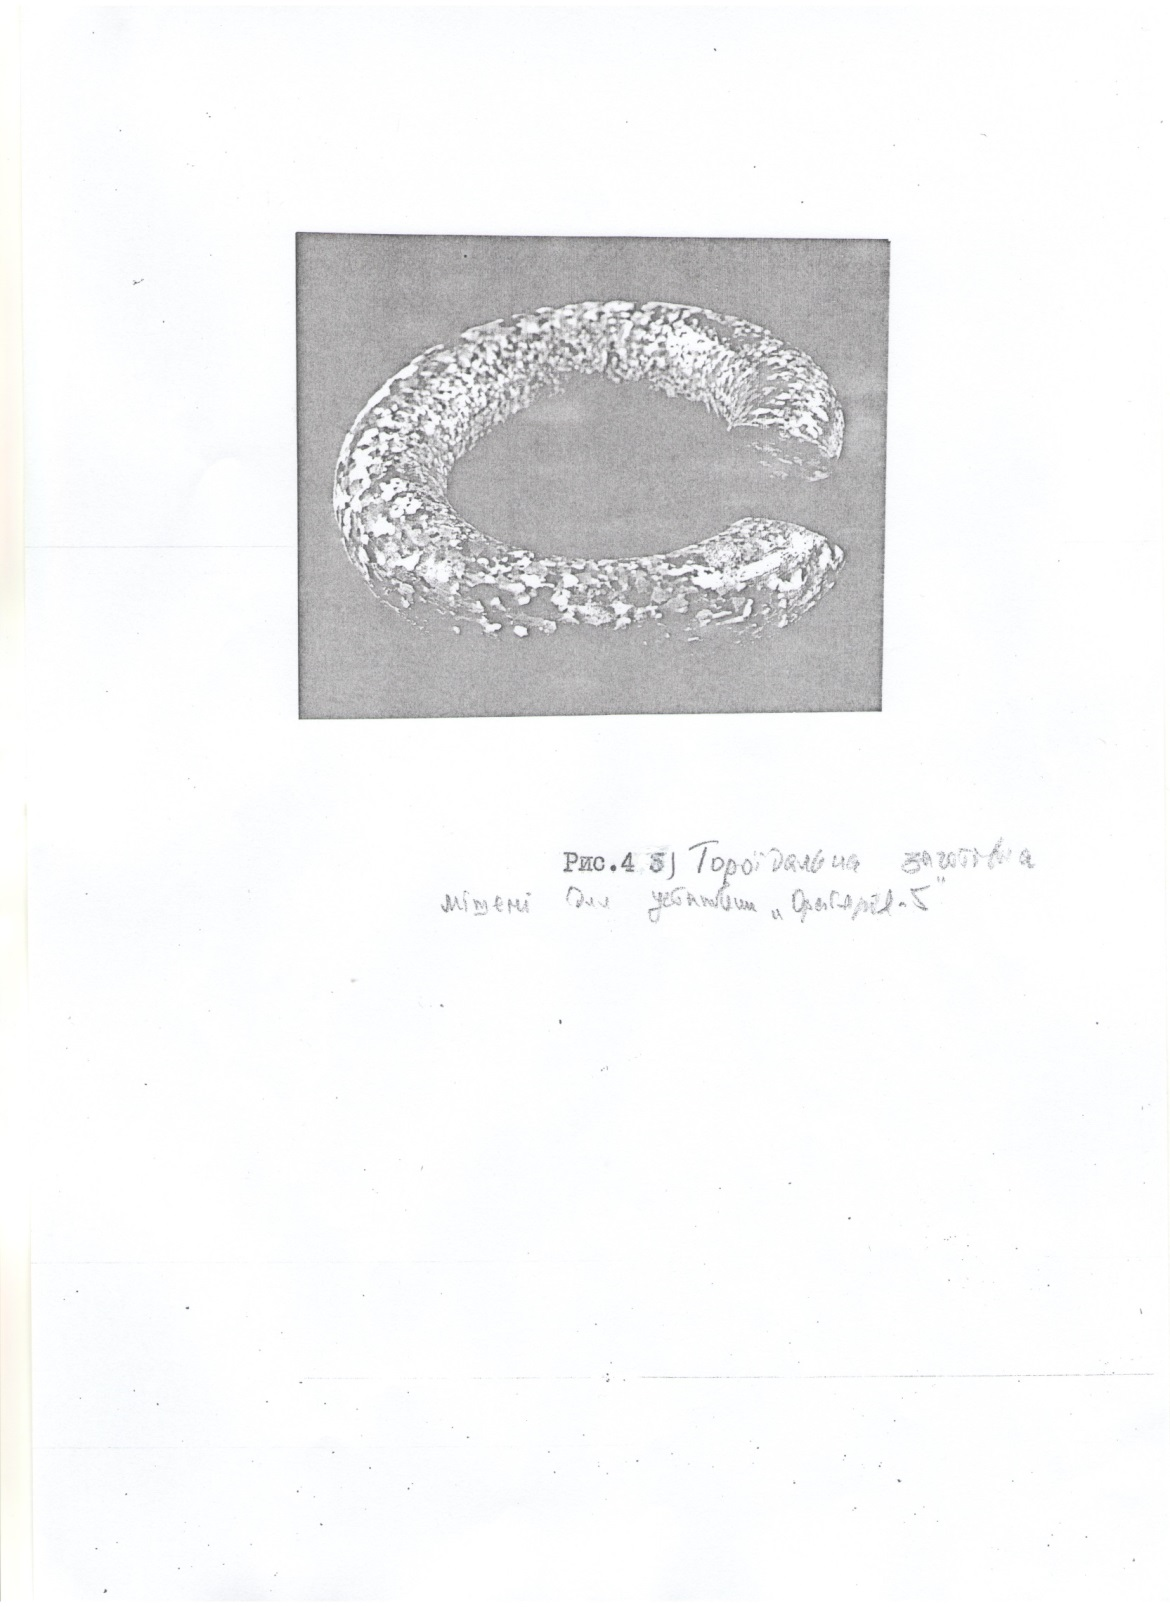 Рис.4 з) Тороїдальна заготівка
мішені для установки „